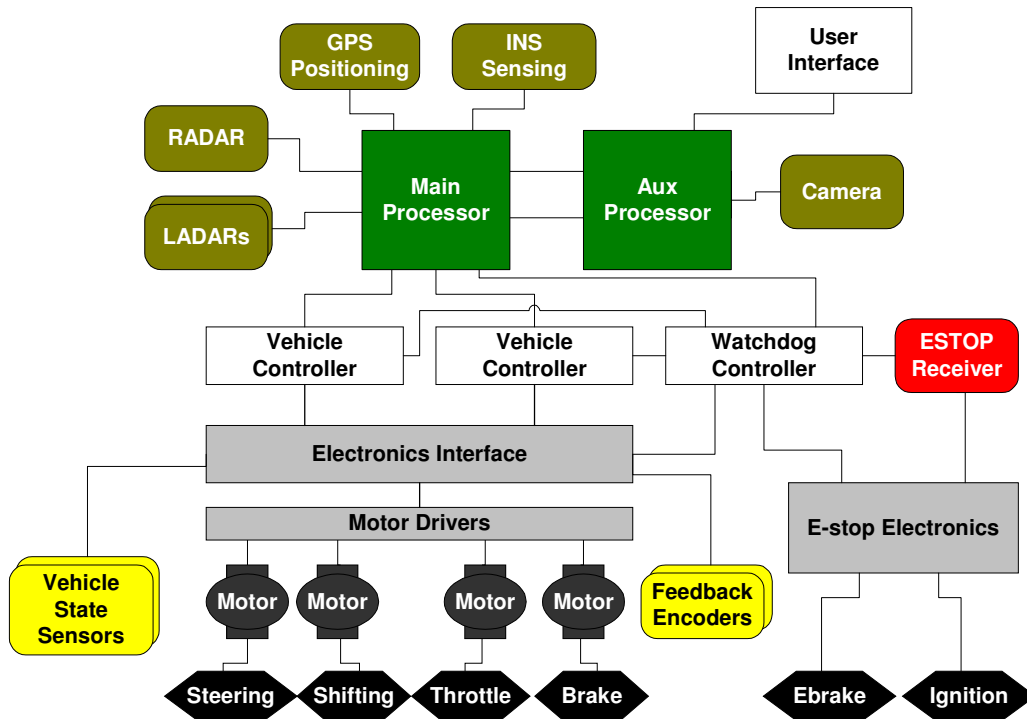 GPS
Positioning
INS
Sensing
User
Interface
RADAR
Main
Processor
Aux
Processor
Camera
LADARs
Vehicle
Controller
Vehicle
Controller
Watchdog
Controller
ESTOP
Receiver
Electronics Interface
Motor Drivers
E-stop Electronics
Vehicle
State
Sensors
Motor
Motor
Motor
Motor
Feedback
Encoders
Steering
Shifting
Throttle
Brake
Ebrake
Ignition